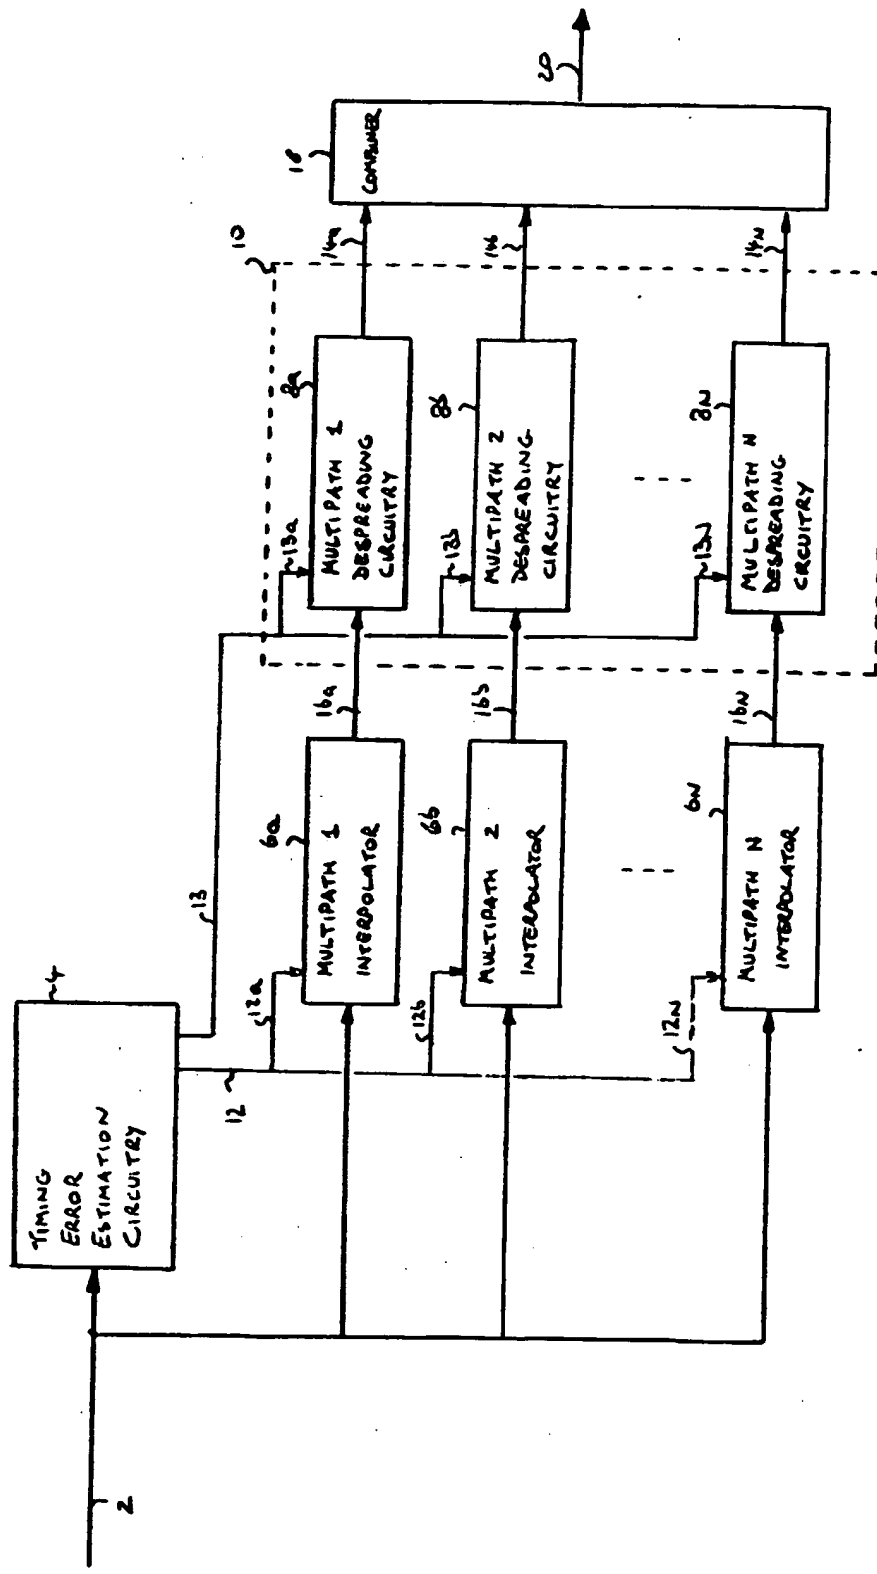 2
TIMING
ERROR
ESTIMATION
CIRCUITRY
4
12
13
12a
12b
12N
MULTIPATH 1
INTERPOLATOR
6a
MULTIPATH 2
INTERPOLATOR
6b
MULTIPATH N
INTERPOLATOR
6N
16a
16b
16N
10
13a
13b
13N
MULTIPATH 1
DESPREADING
CIRCUITRY
8a
MULTIPATH 2
DESPREADING
CIRCUITRY
8b
MULTIPATH N
DESPREADING
CIRCUITRY
8N
14a
14b
14N
18
COMBINER
20